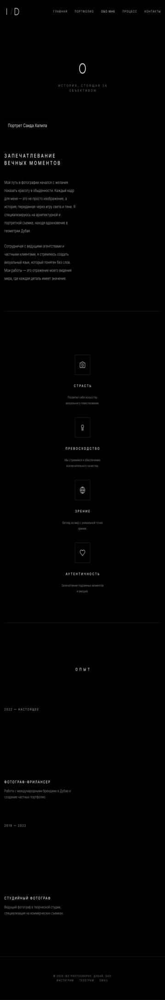 I / D
ГЛАВНАЯ ПОРТФОЛИО ОБО МНЕ ПРОЦЕСС КОНТАКТЫ
О
ИСТОРИЯ, СТОЯЩАЯ ЗА
ОБЪЕКТИВОМ
Портрет Саида Халила
ЗАПЕЧАТЛЕВАНИЕ
ВЕЧНЫХ МОМЕНТОВ
Мой путь в фотографии начался с желания
показать красоту в обыденности. Каждый кадр
для меня — это не просто изображение, а
история, переданная через игру света и тени. Я
специализируюсь на архитектурной и
портретной съемке, находя вдохновение в
геометрии Дубая.
Сотрудничая с ведущими агентствами и
частными клиентами, я стремлюсь создать
визуальный язык, который понятен без слов.
Мои работы — это отражение моего видения
мира, где каждая деталь имеет значение.
СТРАСТЬ
Посвятил себя искусству
визуального повествования.
ПРЕВОСХОДСТВО
Мы стремимся к обеспечению
исключительного качества.
ЗРЕНИЕ
Взгляд на мир с уникальной точки
зрения.
АУТЕНТИЧНОСТЬ
Запечатление подлинных моментов
и эмоций.
ОПЫТ
2022 — НАСТОЯЩЕЕ
ФОТОГРАФ-ФРИЛАНСЕР
Работа с международными брендами в Дубае и
создание частных портфолио.
2019 — 2022
СТУДИЙНЫЙ ФОТОГРАФ
Ведущий фотограф в творческой студии,
специализация на коммерческих съемках.
© 2026 I&D PHOTOGRAPHY. ДУБАЙ, ОАЭ.
ИНСТАГРАМ ТЕЛЕГРАМ EMAIL